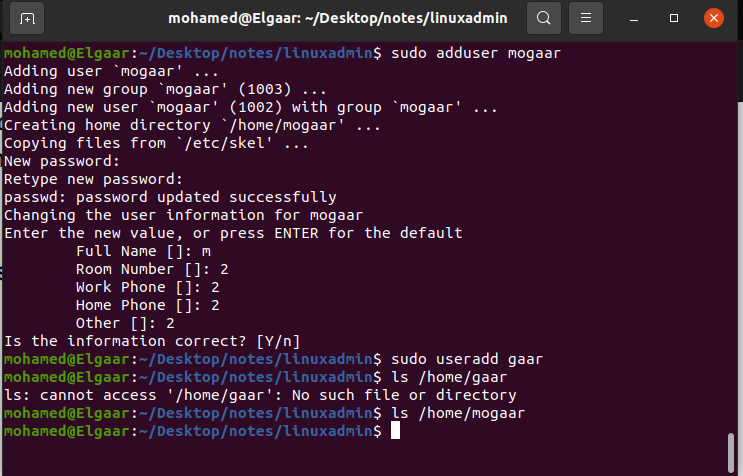 mohamed@Elgaar: ~/Desktop/notes/linuxadmin
mohamed@Elgaar:~/Desktop/notes/linuxadmin$ sudo adduser mogaar
Adding user `mogaar' ...
Adding new group `mogaar' (1003) ...
Adding new user `mogaar' (1002) with group `mogaar' ...
Creating home directory `/home/mogaar' ...
Copying files from `/etc/skel' ...
New password:
Retype new password:
passwd: password updated successfully
Changing the user information for mogaar
Enter the new value, or press ENTER for the default
        Full Name []: m
        Room Number []: 2
        Work Phone []: 2
        Home Phone []: 2
        Other []: 2
Is the information correct? [Y/n]
mohamed@Elgaar:~/Desktop/notes/linuxadmin$ sudo useradd gaar
mohamed@Elgaar:~/Desktop/notes/linuxadmin$ ls /home/gaar
ls: cannot access '/home/gaar': No such file or directory
mohamed@Elgaar:~/Desktop/notes/linuxadmin$ ls /home/mogaar
mohamed@Elgaar:~/Desktop/notes/linuxadmin$